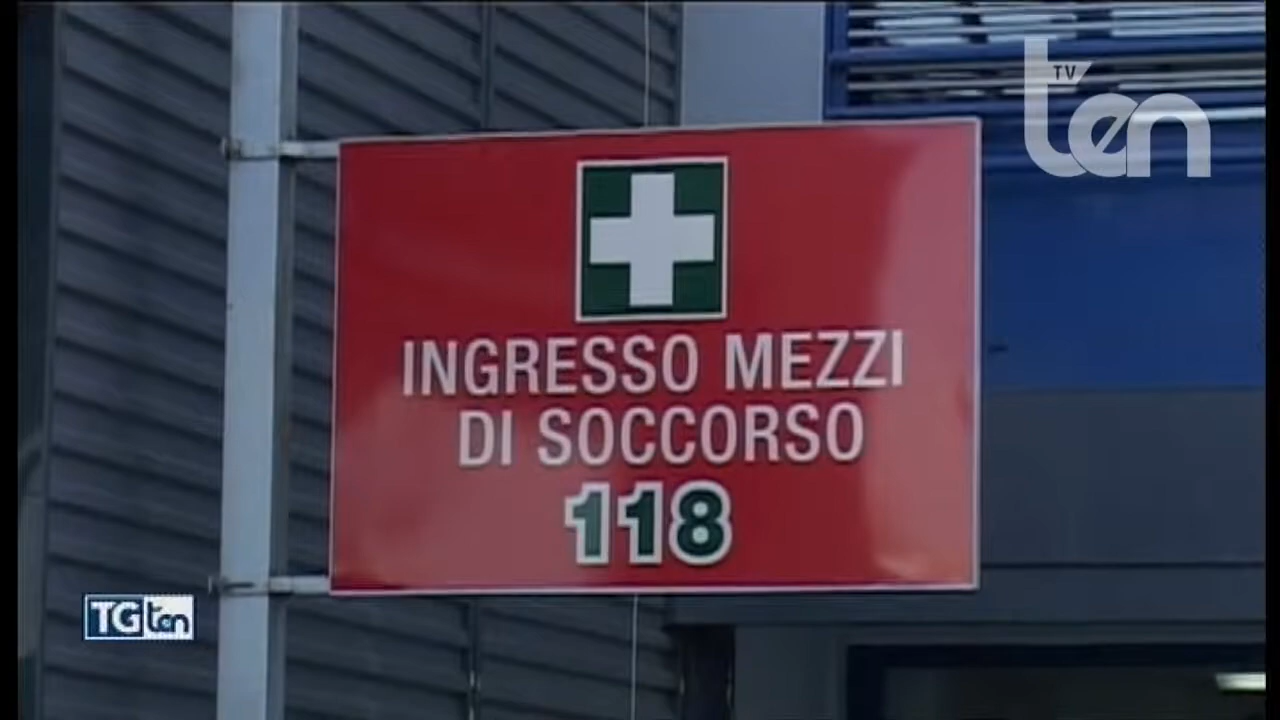 TV
ten
INGRESSO MEZZI
DI SOCCORSO
118
TG ten